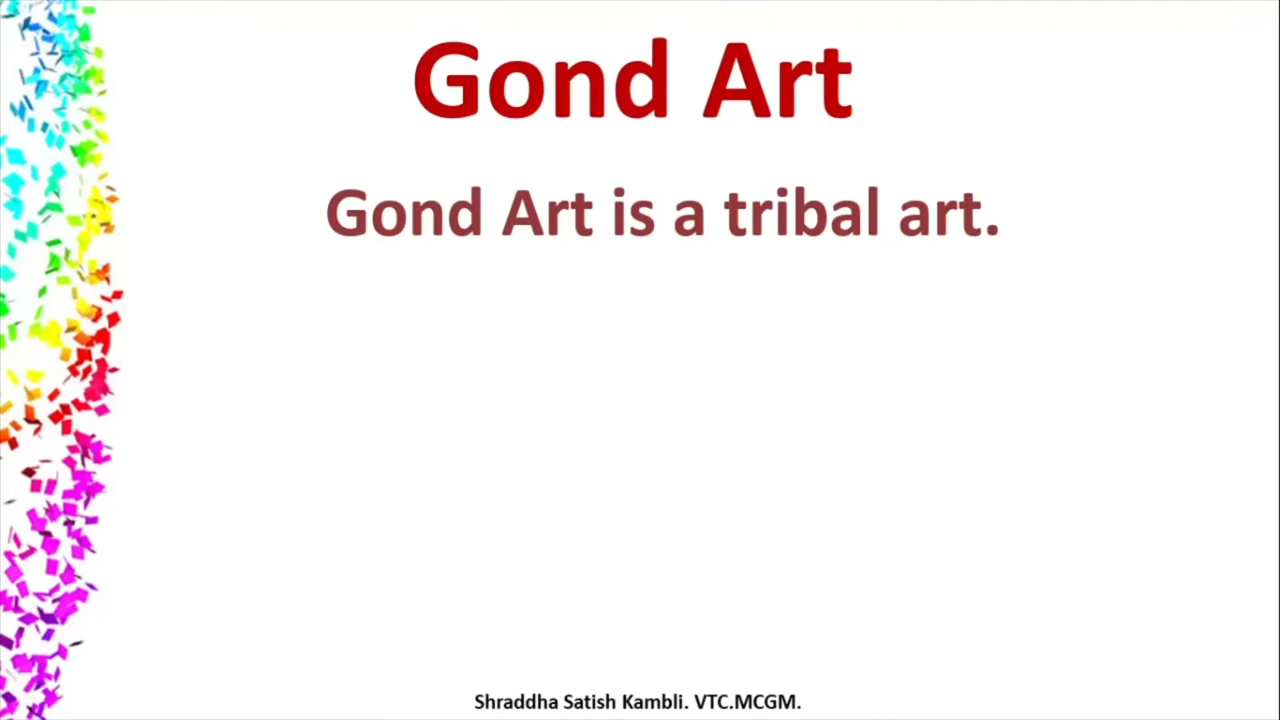 Gond Art
Gond Art is a tribal art.
Shraddha Satish Kambli. VTC.MCGM.